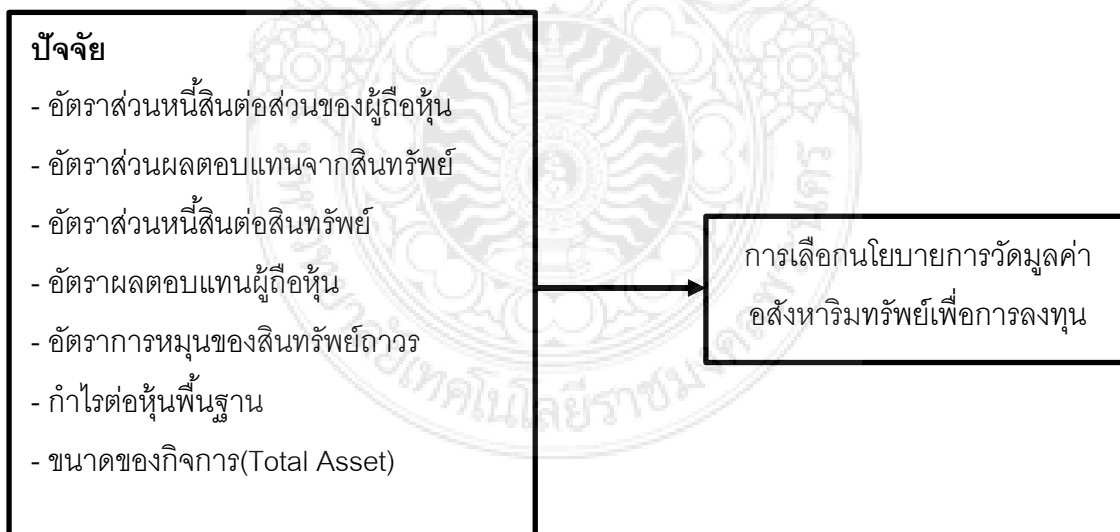 ปัจจัย
- อัตราส่วนหนี้สินต่อส่วนของผู้ถือหุ้น
- อัตราส่วนผลตอบแทนจากสินทรัพย์
- อัตราส่วนหนี้สินต่อสินทรัพย์
- อัตราผลตอบแทนผู้ถือหุ้น
- อัตราการหมุนของสินทรัพย์ถาวร
- กำไรต่อหุ้นพื้นฐาน
- ขนาดของกิจการ(Total Asset)
การเลือกนโยบายการวัดมูลค่า
อสังหาริมทรัพย์เพื่อการลงทุน